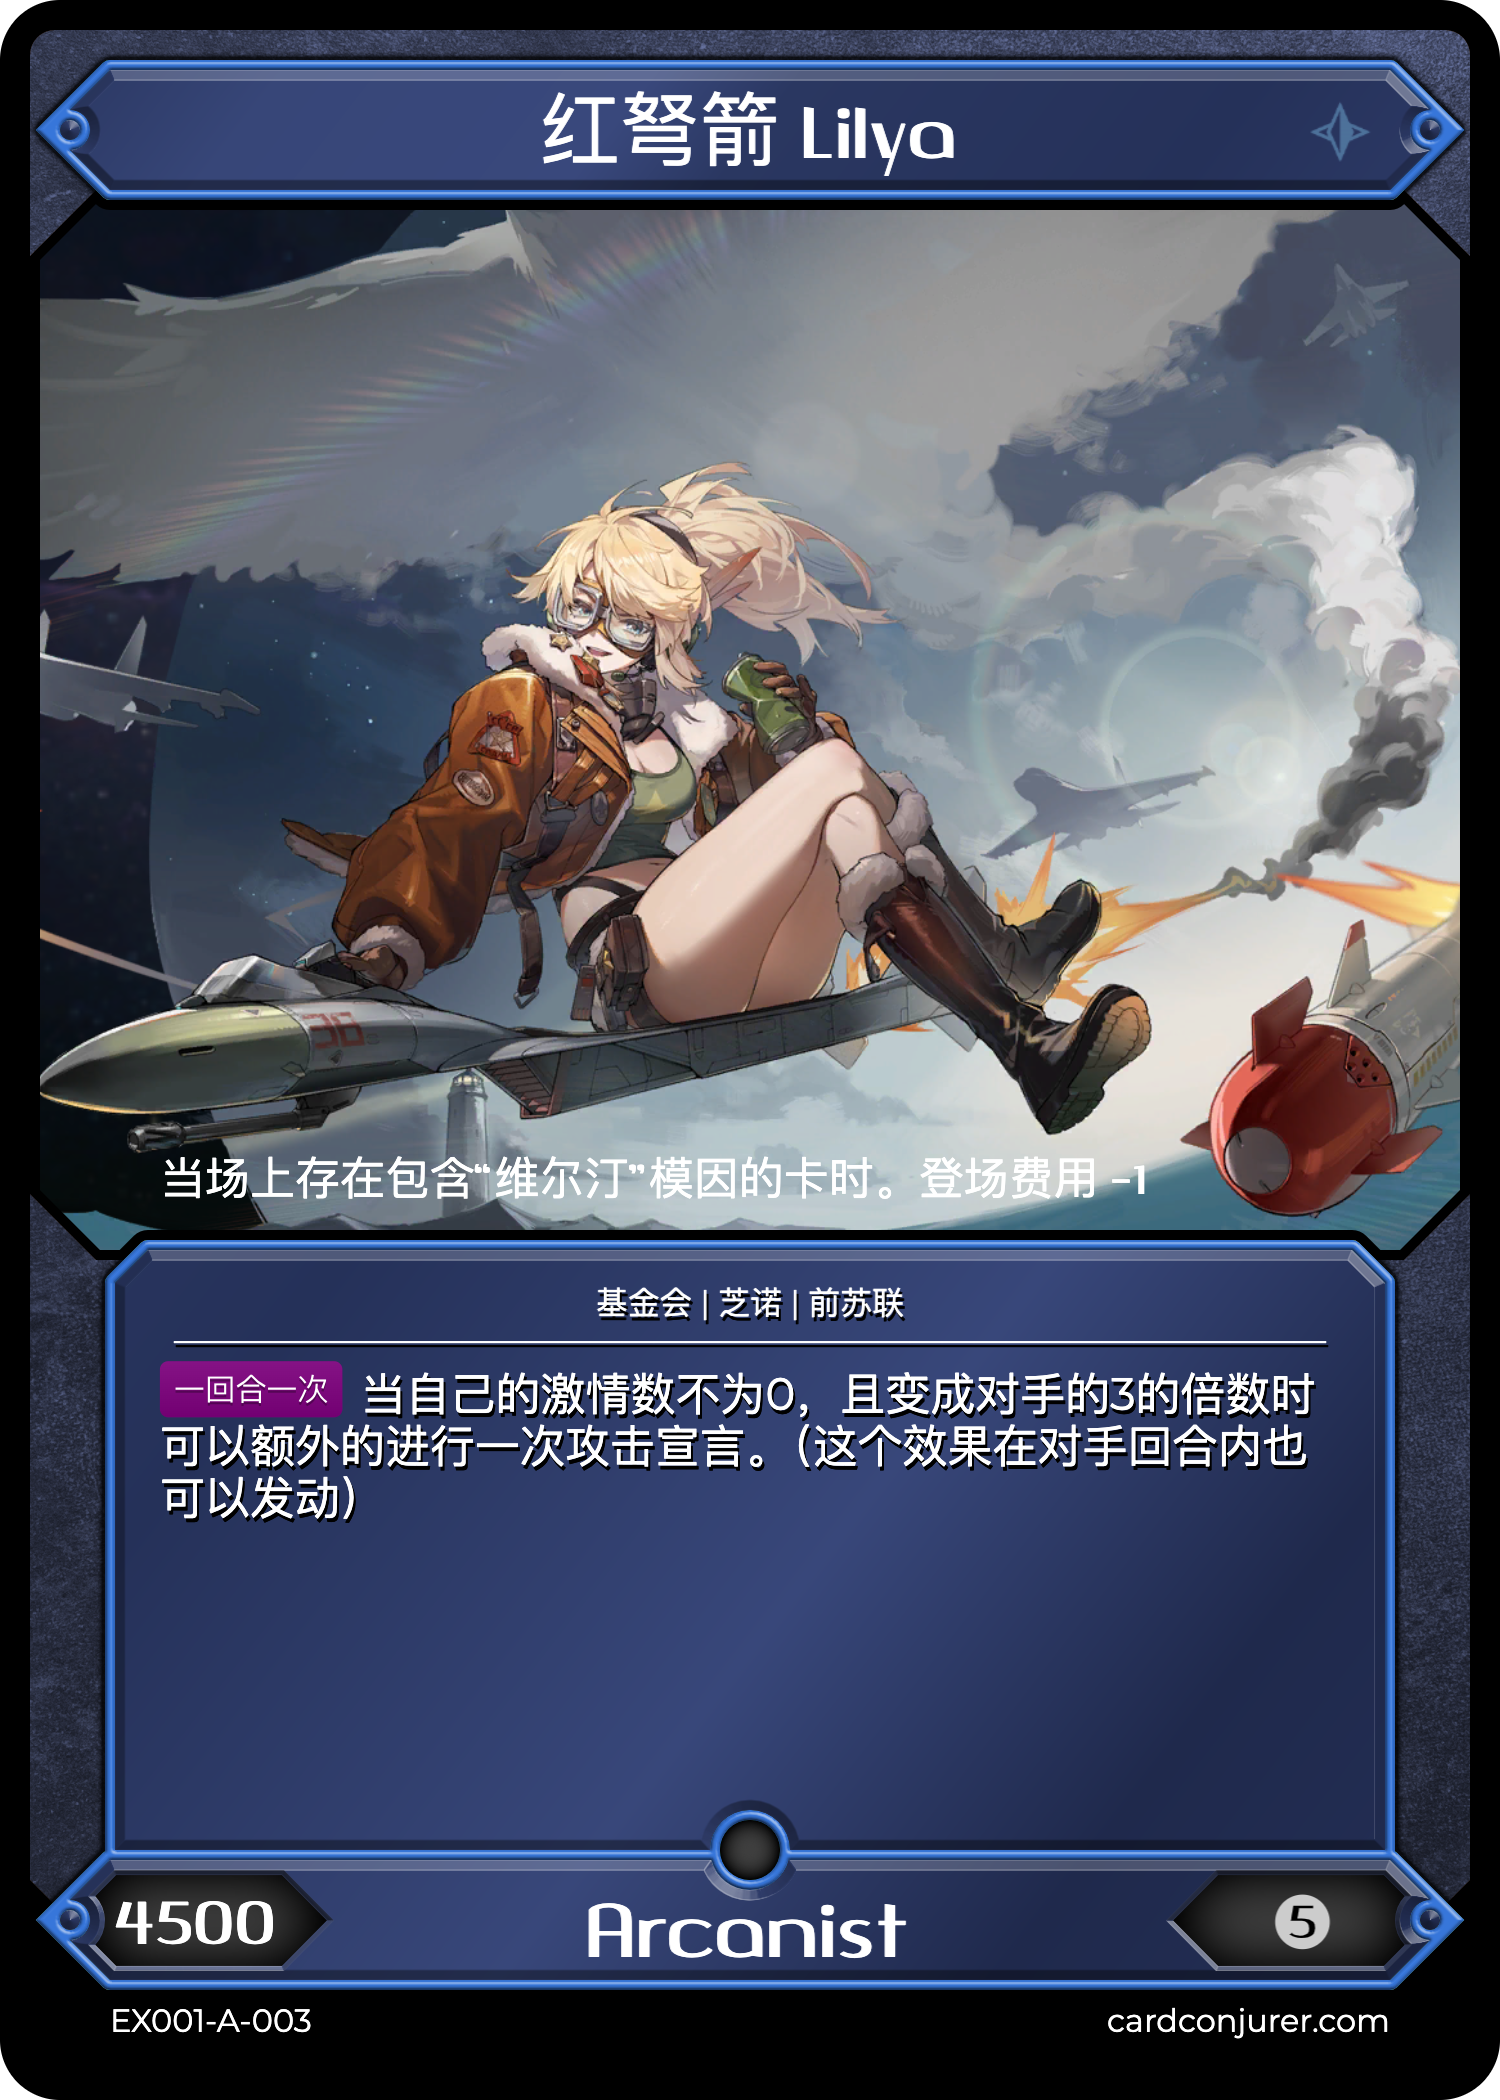 红弩箭 Lilya
38
当场上存在包含“维尔汀”模因的卡时。登场费用 -1
基金会 | 芝诺 | 前苏联
一回合一次 当自己的激情数不为0，且变成对手的3的倍数时
可以额外的进行一次攻击宣言。（这个效果在对手回合内也
可以发动）
4500
Arcanist
5
EX001-A-003
cardconjurer.com